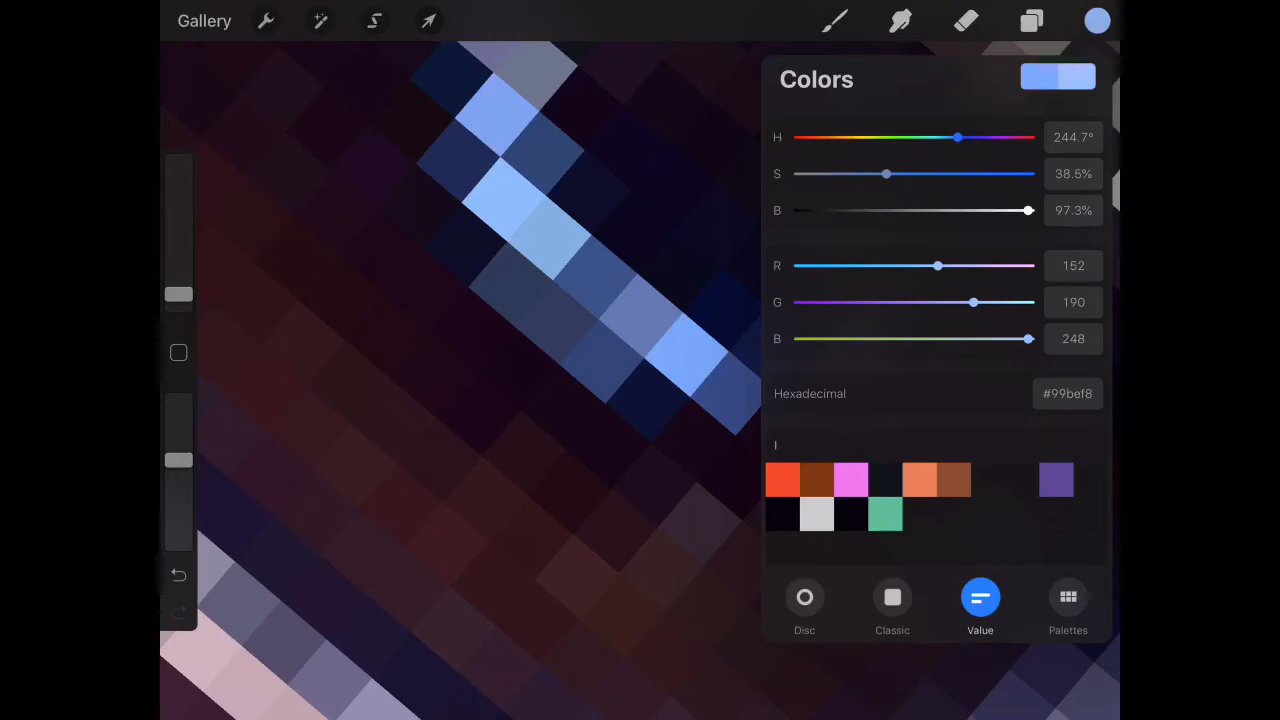 Gallery
Colors
H 244.7°
S 38.5%
B 97.3%
R 152
G 190
B 248
Hexadecimal #99bef8
I
Disc Classic Value Palettes